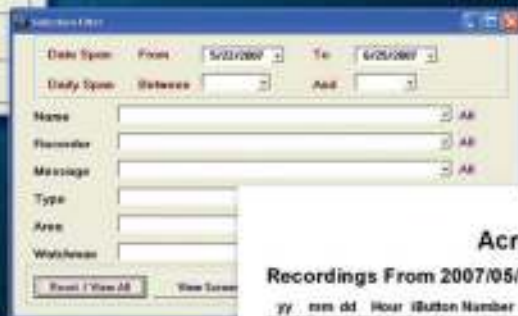 Selection Filter
Date Span From 5/22/2007 To 6/25/2007
Daily Span Between And
Name All
Recorder All
Message All
Type
Area
Watchman
Reset / View All View Screen
Acr
Recordings From 2007/05/
yy mm dd Hour iButton Number